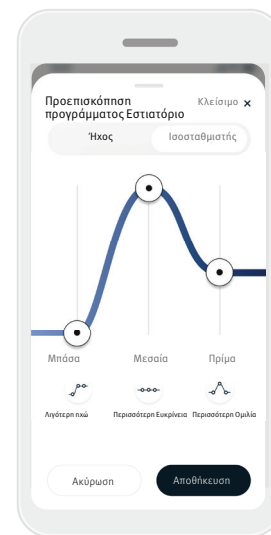 Προεπισκόπηση Κλείσιμο ×
προγράμματος Εστιατόριο
Ήχος Ισοσταθμιστής
Μπάσα Μεσαία Πρίμα
Λιγότερη ηχώ Περισσότερη Ευκρίνεια Περισσότερη Ομιλία
Ακύρωση Αποθήκευση